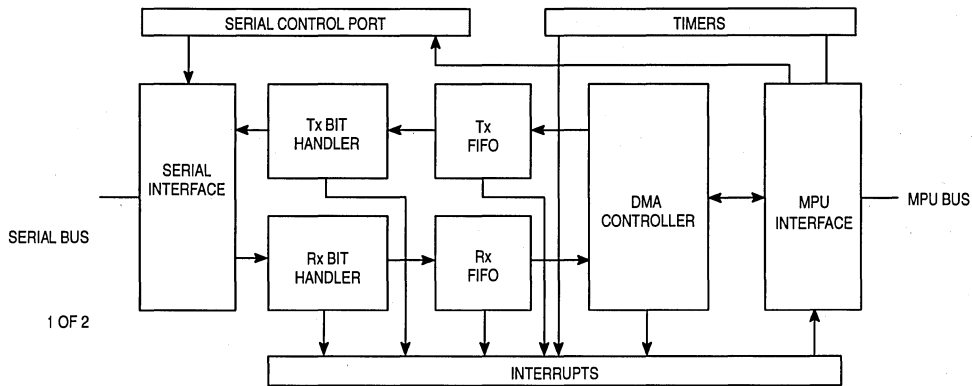 SERIAL CONTROL PORT
TIMERS
Tx BIT
HANDLER
Tx
FIFO
SERIAL
INTERFACE
DMA
CONTROLLER
MPU
INTERFACE
MPU BUS
SERIAL BUS
Rx BIT
HANDLER
Rx
FIFO
1 OF 2
INTERRUPTS